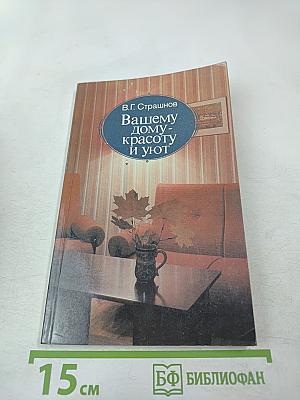 В.Г. Страшнов
Вашему
дому-
красоту
и уют
15 см
БФ БИБЛИОФАН